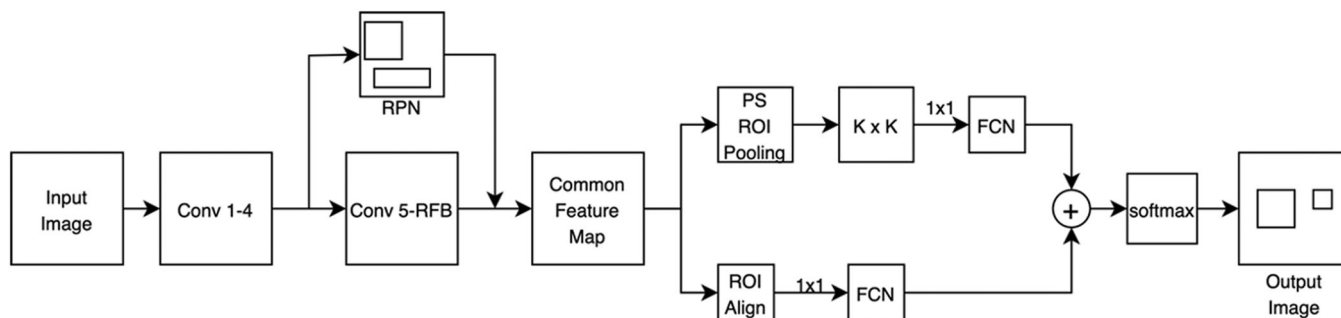 Input
Image
Conv 1-4
RPN
Conv 5-RFB
Common
Feature
Map
PS
ROI
Pooling
K x K
1x1
FCN
ROI
Align
1x1
FCN
+
softmax
Output
Image